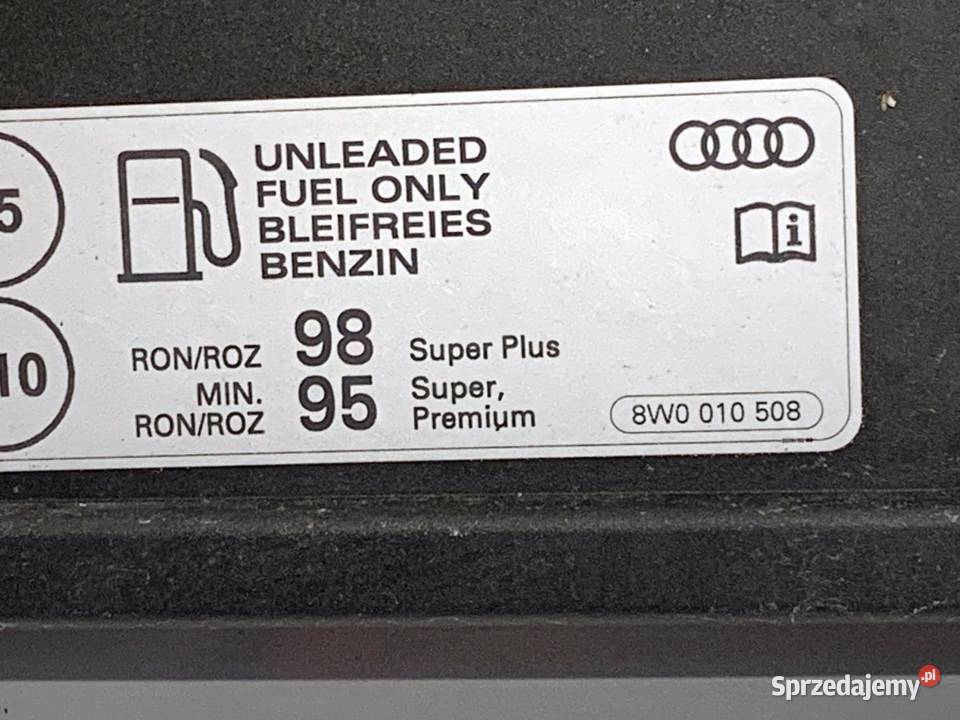 5
10
UNLEADED
FUEL ONLY
BLEIFREIES
BENZIN
RON/ROZ 98 Super Plus
MIN. RON/ROZ 95 Super, Premium
8W0 010 508
Sprzedajemy.pl